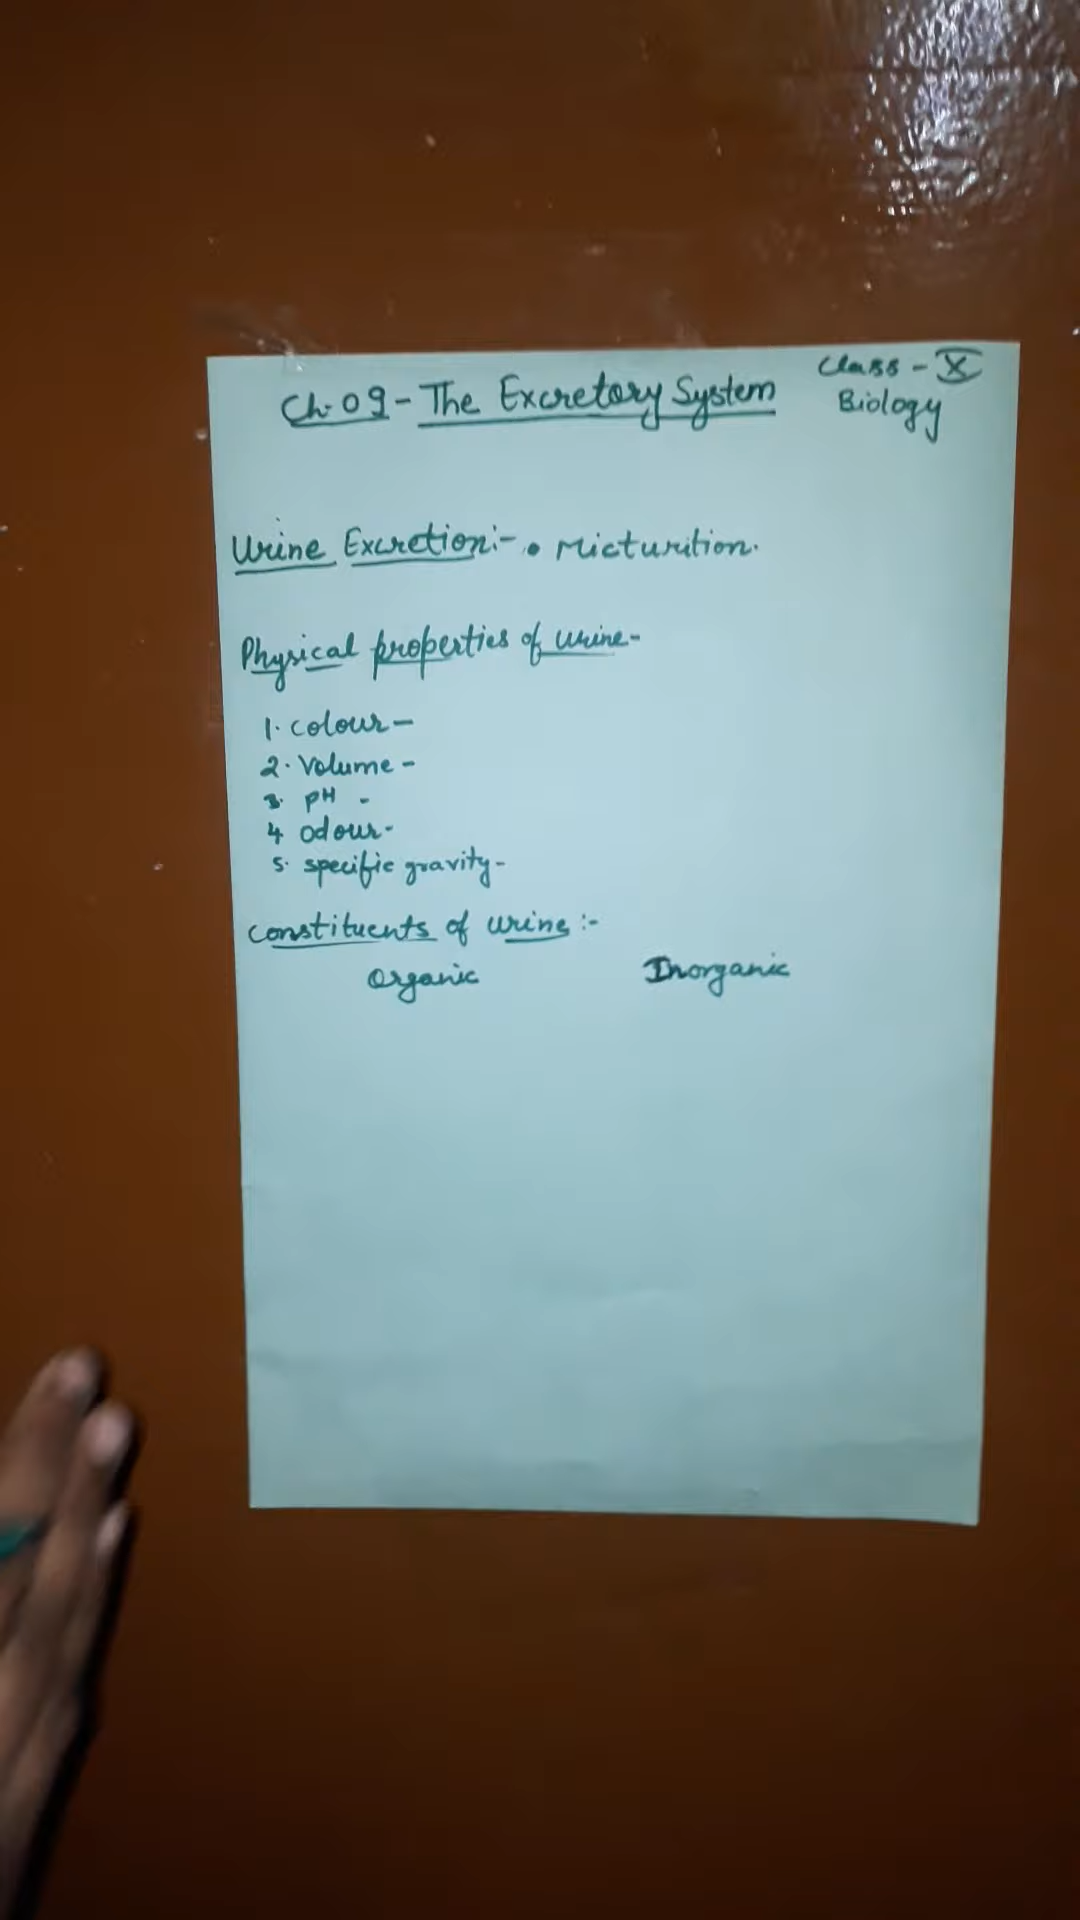 Ch-09 - The Excretory System
Class - X
Biology
Urine Excretion:- • Micturition.
Physical properties of urine-
1. colour -
2. Volume -
3. pH -
4 odour -
5. specific gravity -
constituents of urine :-
Organic Inorganic